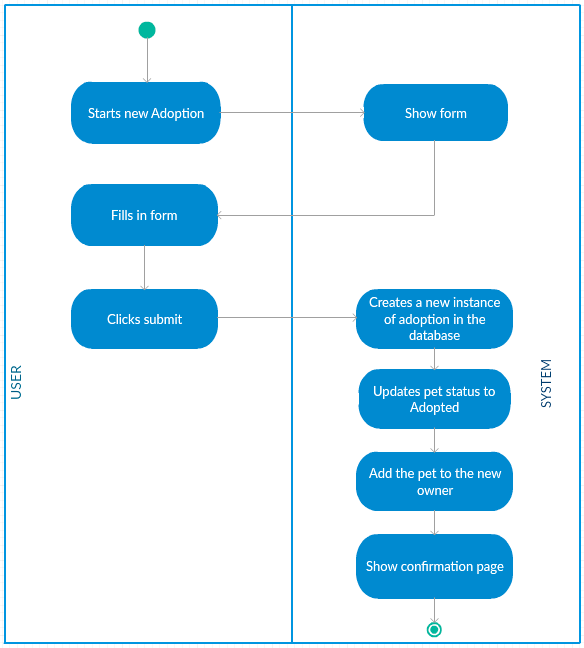 Starts new Adoption
Show form
Fills in form
Clicks submit
Creates a new instance
of adoption in the
database
Updates pet status to
Adopted
Add the pet to the new
owner
Show confirmation page
USER
SYSTEM